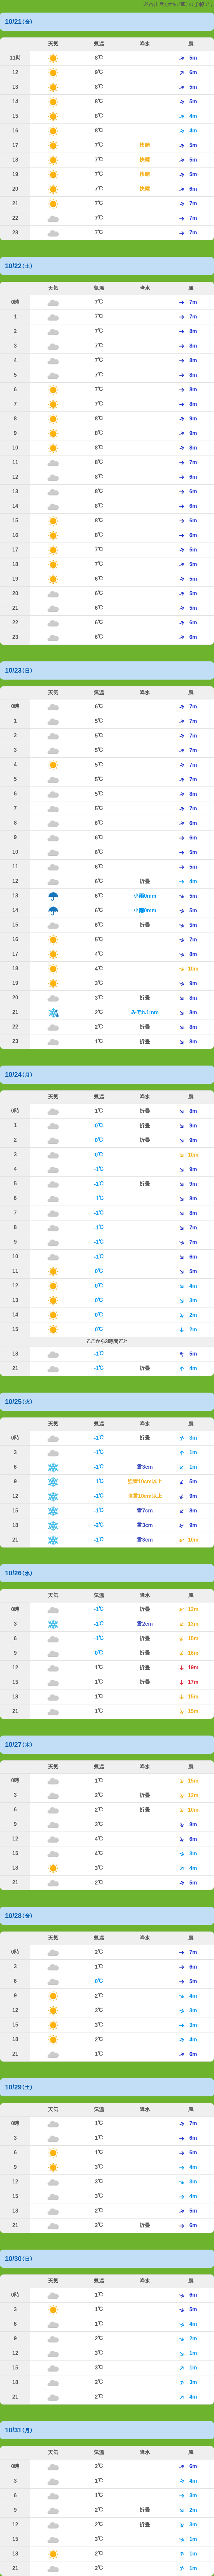 10/21(金)
天気 気温 降水 風
11時 8℃ 5m
12 9℃ 6m
13 8℃ 5m
14 8℃ 5m
15 8℃ 4m
16 8℃ 4m
17 7℃ 快晴 5m
18 7℃ 快晴 5m
19 7℃ 快晴 5m
20 7℃ 快晴 6m
21 7℃ 7m
22 7℃ 7m
23 7℃ 7m
10/22(土)
天気 気温 降水 風
0時 7℃ 7m
1 7℃ 7m
2 7℃ 8m
3 7℃ 8m
4 7℃ 8m
5 7℃ 8m
6 7℃ 8m
7 7℃ 8m
8 8℃ 9m
9 8℃ 9m
10 8℃ 8m
11 8℃ 7m
12 8℃ 6m
13 8℃ 6m
14 8℃ 6m
15 8℃ 6m
16 8℃ 6m
17 7℃ 5m
18 7℃ 5m
19 6℃ 5m
20 6℃ 5m
21 6℃ 5m
22 6℃ 6m
23 6℃ 6m
10/23(日)
天気 気温 降水 風
0時 6℃ 7m
1 5℃ 7m
2 5℃ 7m
3 5℃ 7m
4 5℃ 7m
5 5℃ 7m
6 5℃ 8m
7 5℃ 7m
8 6℃ 6m
9 6℃ 6m
10 6℃ 5m
11 6℃ 5m
12 6℃ 折畳 4m
13 6℃ 小雨0mm 5m
14 6℃ 小雨0mm 5m
15 6℃ 折畳 5m
16 5℃ 7m
17 4℃ 8m
18 4℃ 10m
19 3℃ 9m
20 3℃ 折畳 8m
21 2℃ みぞれ1mm 8m
22 2℃ 折畳 8m
23 1℃ 折畳 8m
10/24(月)
天気 気温 降水 風
0時 1℃ 折畳 8m
1 0℃ 折畳 9m
2 0℃ 折畳 9m
3 0℃ 10m
4 -1℃ 9m
5 -1℃ 折畳 9m
6 -1℃ 8m
7 -1℃ 8m
8 -1℃ 7m
9 -1℃ 7m
10 -1℃ 6m
11 0℃ 5m
12 0℃ 4m
13 0℃ 3m
14 0℃ 2m
15 0℃ 2m
ここから3時間ごと
18 -1℃ 5m
21 -1℃ 折畳 4m
10/25(火)
天気 気温 降水 風
0時 -1℃ 折畳 3m
3 -1℃ 1m
6 -1℃ 雪3cm 1m
9 -1℃ 強雪10cm以上 5m
12 -1℃ 強雪10cm以上 9m
15 -1℃ 雪7cm 8m
18 -2℃ 雪3cm 9m
21 -1℃ 雪3cm 10m
10/26(水)
天気 気温 降水 風
0時 -1℃ 折畳 12m
3 -1℃ 雪2cm 13m
6 -1℃ 折畳 15m
9 0℃ 折畳 16m
12 1℃ 折畳 19m
15 1℃ 折畳 17m
18 1℃ 15m
21 1℃ 15m
10/27(木)
天気 気温 降水 風
0時 1℃ 15m
3 2℃ 折畳 12m
6 2℃ 折畳 10m
9 3℃ 8m
12 4℃ 6m
15 4℃ 3m
18 3℃ 4m
21 2℃ 5m
10/28(金)
天気 気温 降水 風
0時 2℃ 7m
3 1℃ 6m
6 0℃ 5m
9 2℃ 4m
12 3℃ 3m
15 3℃ 3m
18 2℃ 4m
21 1℃ 6m
10/29(土)
天気 気温 降水 風
0時 1℃ 7m
3 1℃ 6m
6 1℃ 6m
9 3℃ 4m
12 3℃ 3m
15 3℃ 4m
18 2℃ 5m
21 2℃ 折畳 6m
10/30(日)
天気 気温 降水 風
0時 1℃ 6m
3 1℃ 5m
6 1℃ 4m
9 2℃ 2m
12 3℃ 1m
15 3℃ 1m
18 2℃ 3m
21 2℃ 4m
10/31(月)
天気 気温 降水 風
0時 2℃ 6m
3 1℃ 4m
6 1℃ 3m
9 2℃ 折畳 2m
12 2℃ 折畳 3m
15 3℃ 1m
18 2℃ 1m
21 2℃ 1m